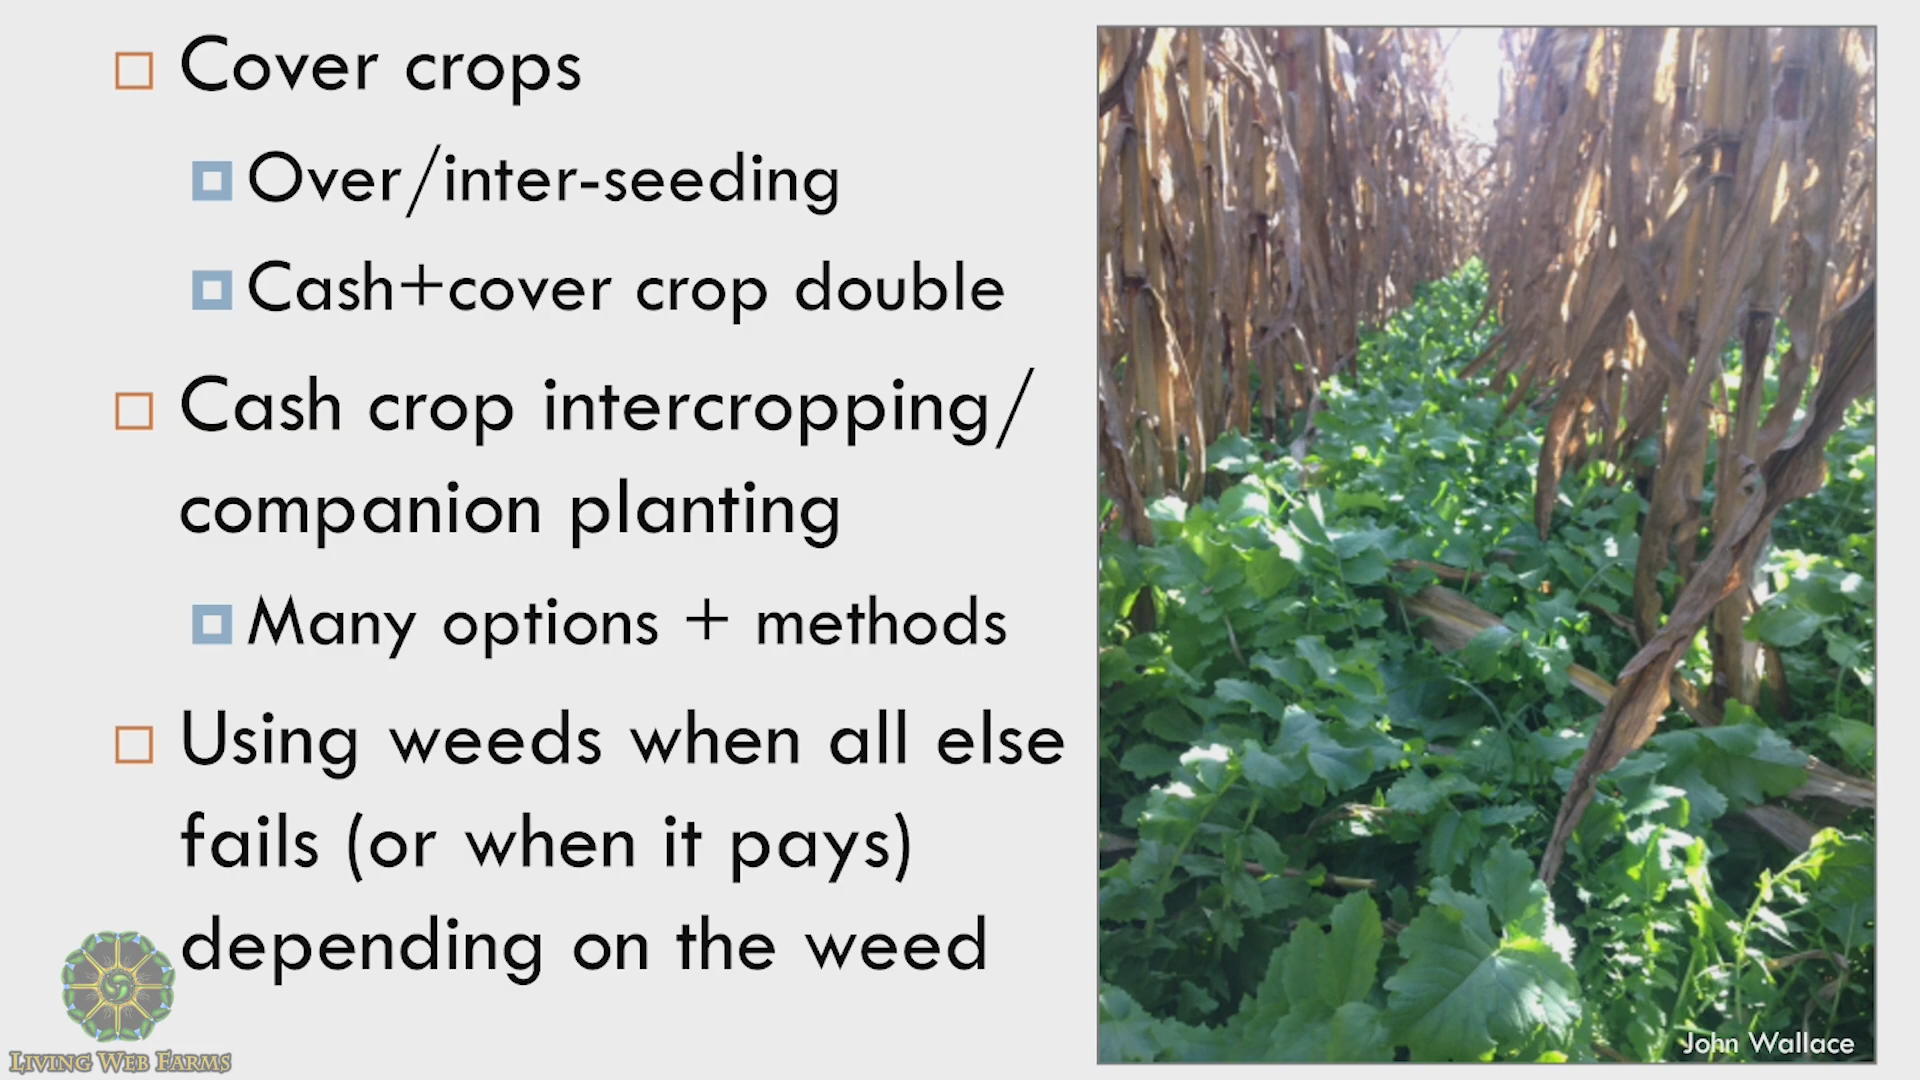 Cover crops
Over/inter-seeding
Cash+cover crop double
Cash crop intercropping/
companion planting
Many options + methods
Using weeds when all else
fails (or when it pays)
depending on the weed
John Wallace
LIVING WEB FARMS